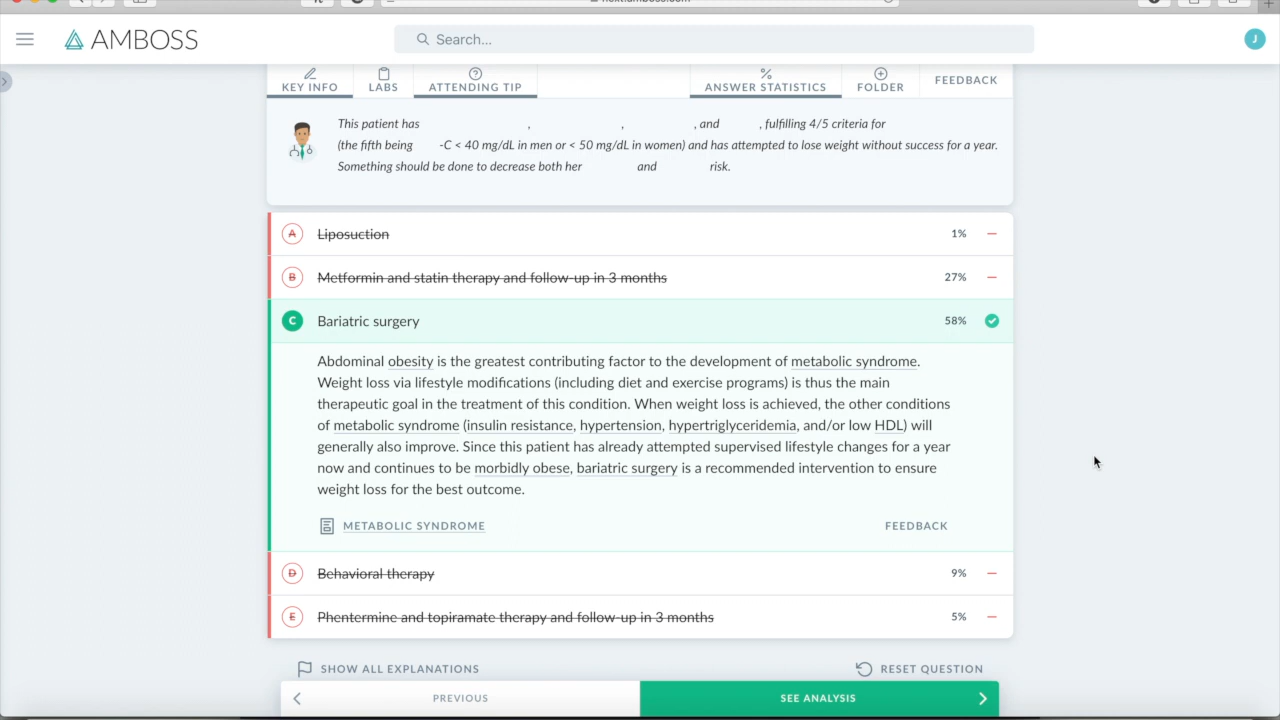 next.amboss.com
AMBOSS
Search...
J
KEY INFO
LABS
ATTENDING TIP
ANSWER STATISTICS
FOLDER
FEEDBACK
This patient has , , , and , fulfilling 4/5 criteria for
(the fifth being -C < 40 mg/dL in men or < 50 mg/dL in women) and has attempted to lose weight without success for a year.
Something should be done to decrease both her and risk.
A Liposuction 1%
B Metformin and statin therapy and follow-up in 3 months 27%
C Bariatric surgery 58%
Abdominal obesity is the greatest contributing factor to the development of metabolic syndrome.
Weight loss via lifestyle modifications (including diet and exercise programs) is thus the main
therapeutic goal in the treatment of this condition. When weight loss is achieved, the other conditions
of metabolic syndrome (insulin resistance, hypertension, hypertriglyceridemia, and/or low HDL) will
generally also improve. Since this patient has already attempted supervised lifestyle changes for a year
now and continues to be morbidly obese, bariatric surgery is a recommended intervention to ensure
weight loss for the best outcome.
METABOLIC SYNDROME
FEEDBACK
D Behavioral therapy 9%
E Phentermine and topiramate therapy and follow-up in 3 months 5%
SHOW ALL EXPLANATIONS
RESET QUESTION
PREVIOUS
SEE ANALYSIS